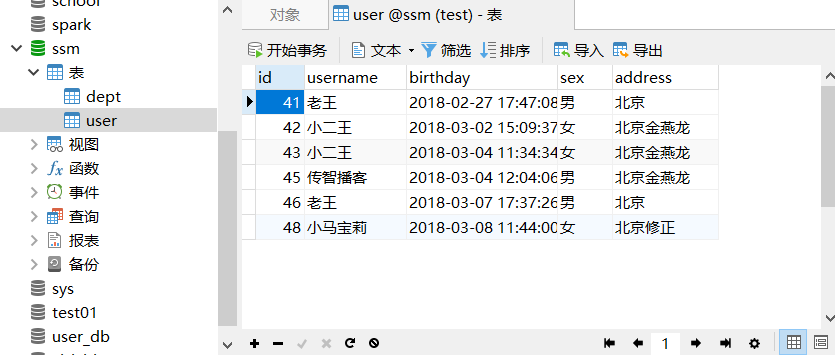 school
spark
ssm
表
dept
user
视图
函数
事件
查询
报表
备份
sys
test01
user_db
对象
user @ssm (test) - 表
开始事务 文本 筛选 排序 导入 导出
id username birthday sex address
41 老王 2018-02-27 17:47:08 男 北京
42 小二王 2018-03-02 15:09:37 女 北京金燕龙
43 小二王 2018-03-04 11:34:34 女 北京金燕龙
45 传智播客 2018-03-04 12:04:06 男 北京金燕龙
46 老王 2018-03-07 17:37:26 男 北京
48 小马宝莉 2018-03-08 11:44:00 女 北京修正
1